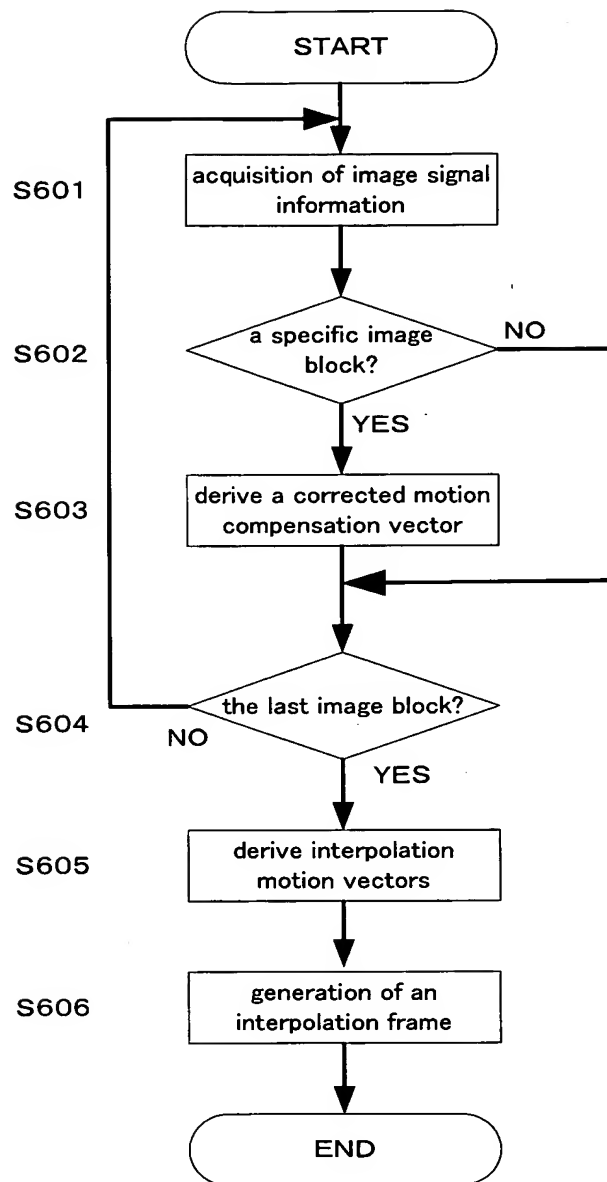 START
S601
acquisition of image signal
information
S602
a specific image
block?
NO
YES
S603
derive a corrected motion
compensation vector
S604
the last image block?
NO
YES
S605
derive interpolation
motion vectors
S606
generation of an
interpolation frame
END